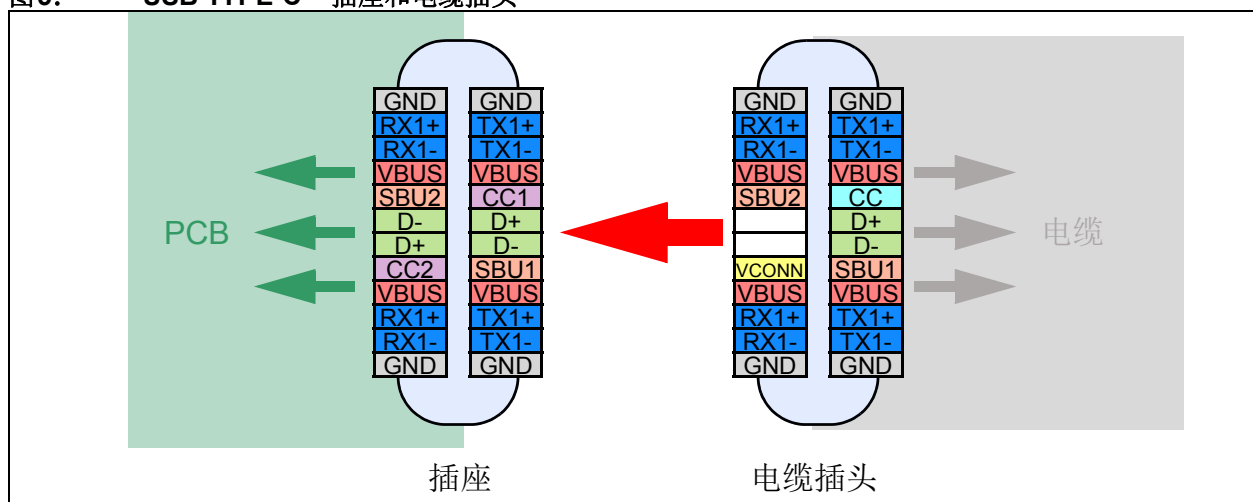 GND GND GND GND
RX1+ TX1+ RX1+ TX1+
RX1- TX1- RX1- TX1-
VBUS VBUS VBUS VBUS
SBU2 CC1 SBU2 CC
PCB D- D+ D+ 电缆
D+ D- D-
CC2 SBU1 VCONN SBU1
VBUS VBUS VBUS VBUS
RX1+ TX1+ RX1+ TX1+
RX1- TX1- RX1- TX1-
GND GND GND GND
插座 电缆插头